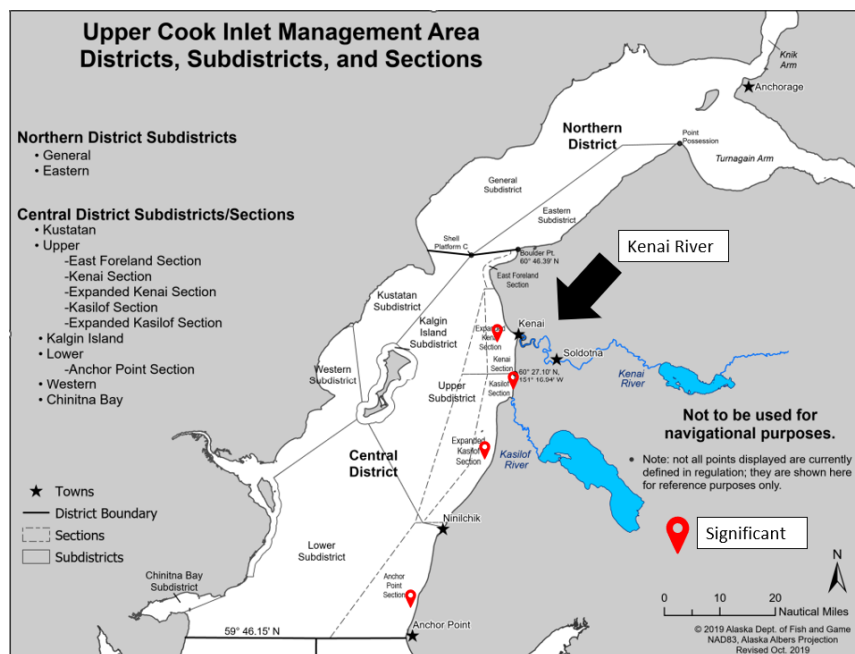 Upper Cook Inlet Management Area
Districts, Subdistricts, and Sections
Knik
Arm
Anchorage
Northern District Subdistricts
• General
• Eastern
Northern
District
Point
Possession
Turnagain Arm
General
Subdistrict
Eastern
Subdistrict
Central District Subdistricts/Sections
• Kustatan
• Upper
-East Foreland Section
-Kenai Section
-Expanded Kenai Section
-Kasilof Section
-Expanded Kasilof Section
• Kalgin Island
• Lower
-Anchor Point Section
• Western
• Chinitna Bay
Shell
Platform C
Boulder Pt.
60° 46.39' N
Kenai River
East Foreland
Section
Kustatan
Subdistrict
Kalgin
Island
Subdistrict
Expanded
Kenai
Section
Kenai
Soldotna
Kenai
Section
Western
Subdistrict
Upper
Subdistrict
60° 27.10' N,
151° 16.94' W
Kasilof
Section
Kenai
River
Not to be used for
navigational purposes.
• Note: not all points displayed are currently
defined in regulation; they are shown here
for reference purposes only.
Central
District
Expanded
Kasilof
Section
Kasilof
River
Towns
District Boundary
Sections
Subdistricts
Ninilchik
Significant
Lower
Subdistrict
Chinitna Bay
Subdistrict
Anchor
Point
Section
N
0 10 20
Nautical Miles
59° 46.15' N
Anchor Point
© 2019 Alaska Dept. of Fish and Game
NAD83, Alaska Albers Projection
Revised Oct. 2019